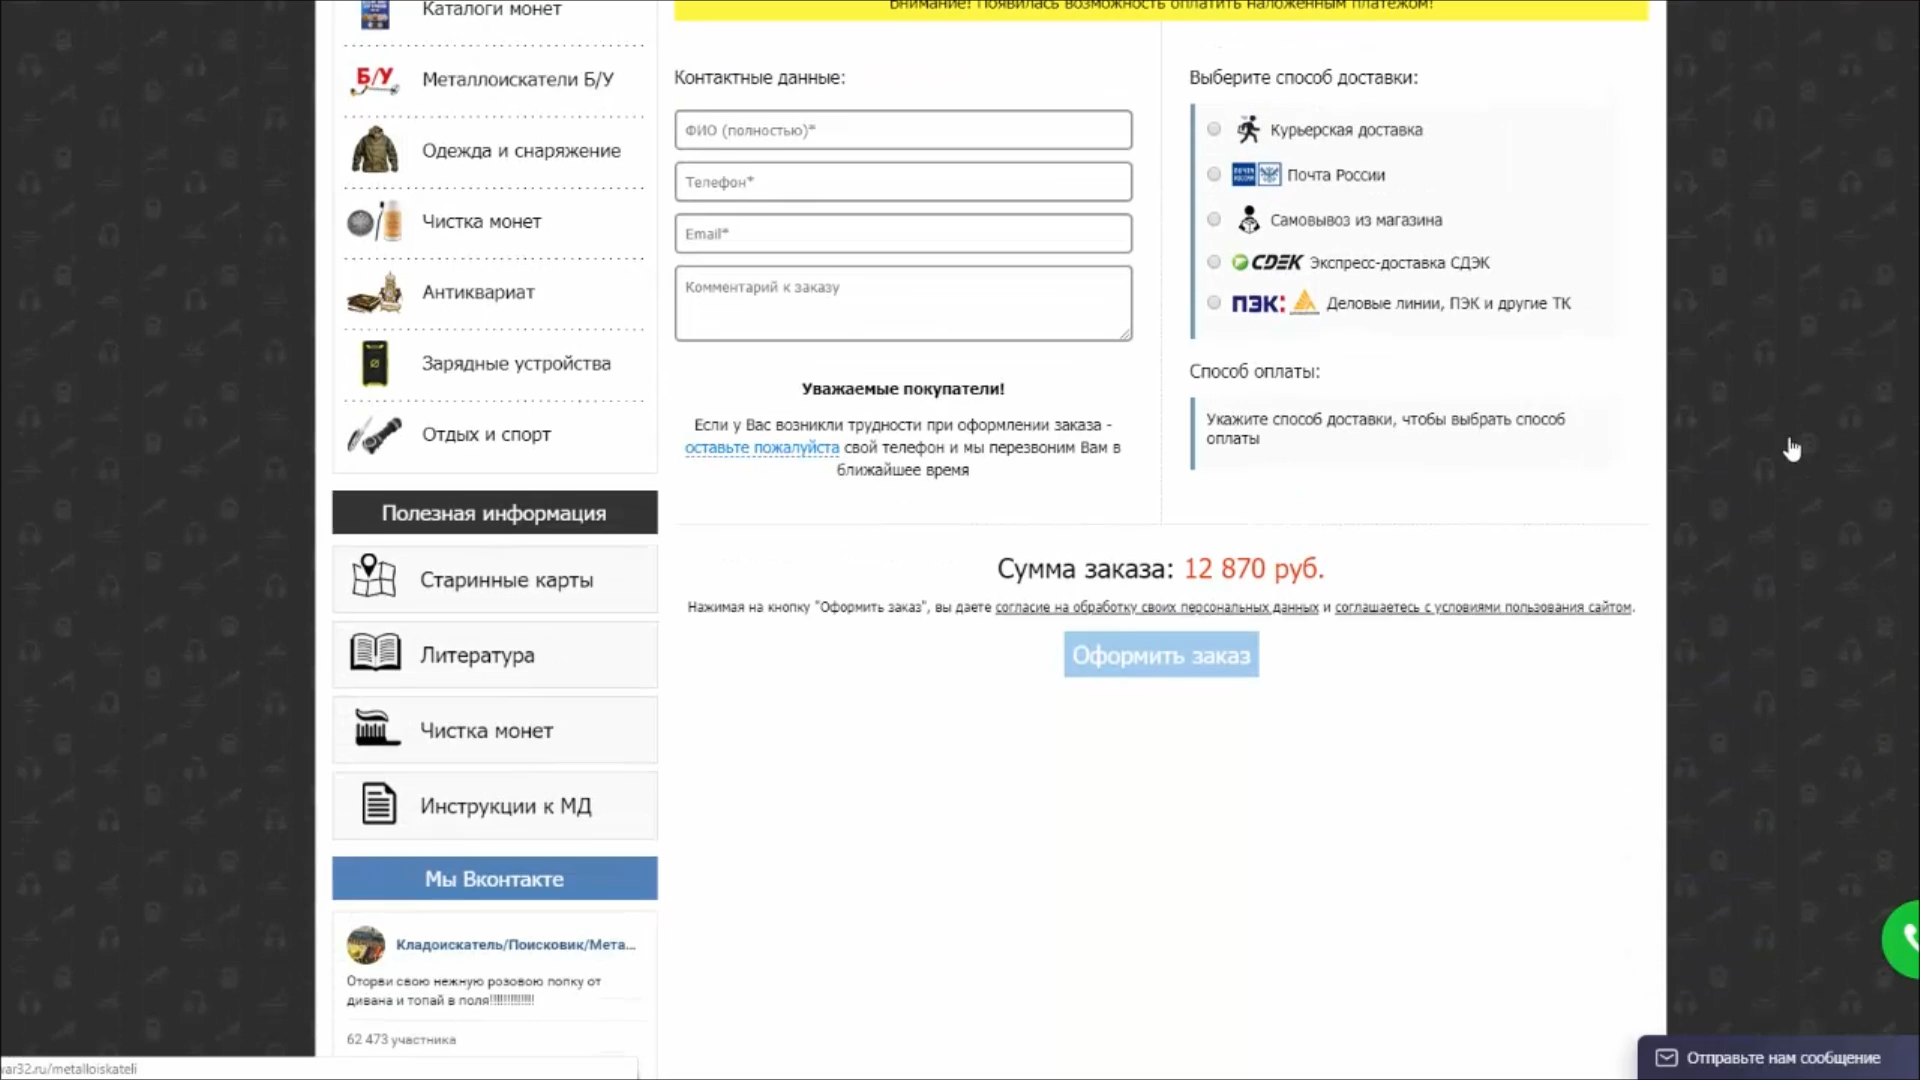 Каталоги монет
Б/У
Металлоискатели Б/У
Одежда и снаряжение
Чистка монет
Антиквариат
Зарядные устройства
Отдых и спорт
Полезная информация
Старинные карты
Литература
Чистка монет
Инструкции к МД
Мы Вконтакте
Кладоискатель/Поисковик/Мета...
Оторви свою нежную розовою попку от
дивана и топай в поля!!!!!!!!!!!!!
62 473 участника
Внимание! Появилась возможность оплатить наложенным платежом!
Контактные данные:
ФИО (полностью)*
Телефон*
Email*
Комментарий к заказу
Уважаемые покупатели!
Если у Вас возникли трудности при оформлении заказа -
оставьте пожалуйста свой телефон и мы перезвоним Вам в
ближайшее время
Выберите способ доставки:
Курьерская доставка
ПОЧТА РОССИИ Почта России
Самовывоз из магазина
CDEK Экспресс-доставка СДЭК
ПЭК: Деловые линии, ПЭК и другие ТК
Способ оплаты:
Укажите способ доставки, чтобы выбрать способ
оплаты
Сумма заказа: 12 870 руб.
Нажимая на кнопку "Оформить заказ", вы даете согласие на обработку своих персональных данных и соглашаетесь с условиями пользования сайтом.
Оформить заказ
Отправьте нам сообщение
var32.ru/metalloiskateli